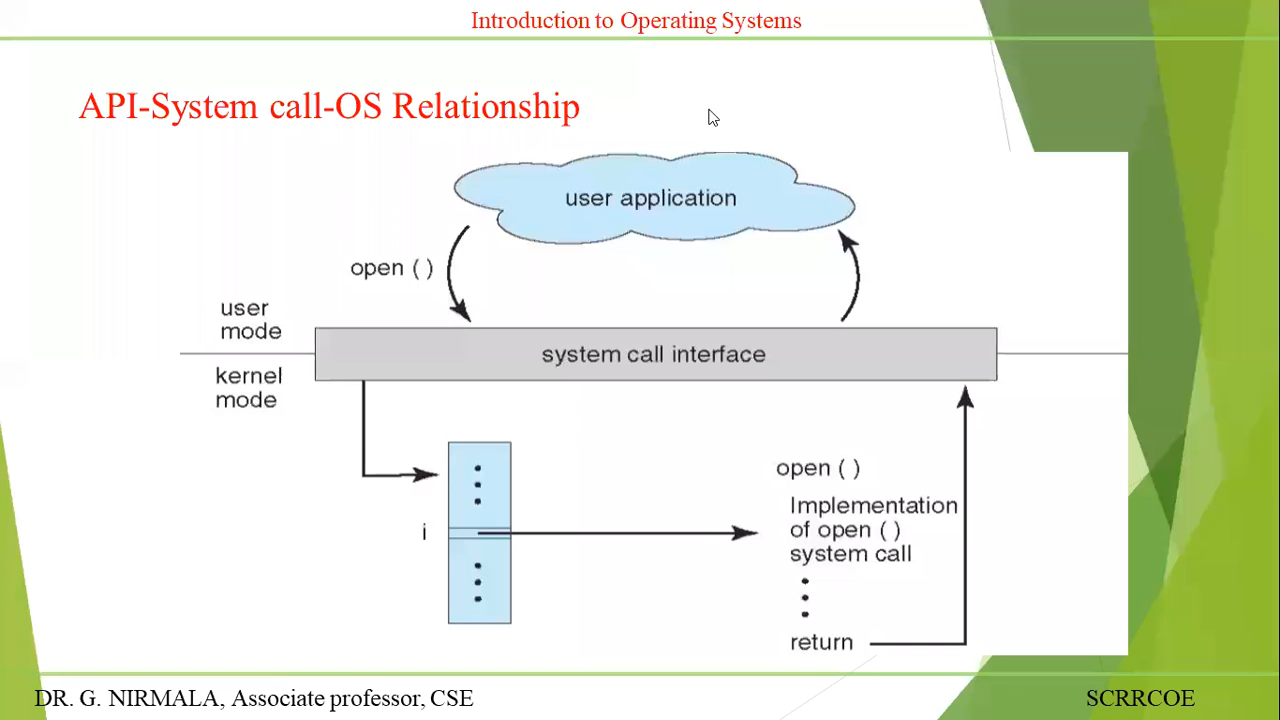 Introduction to Operating Systems
API-System call-OS Relationship
user application
open ( )
user
mode
system call interface
kernel
mode
open ( )
Implementation
i
of open ( )
system call
return
DR. G. NIRMALA, Associate professor, CSE
SCRRCOE